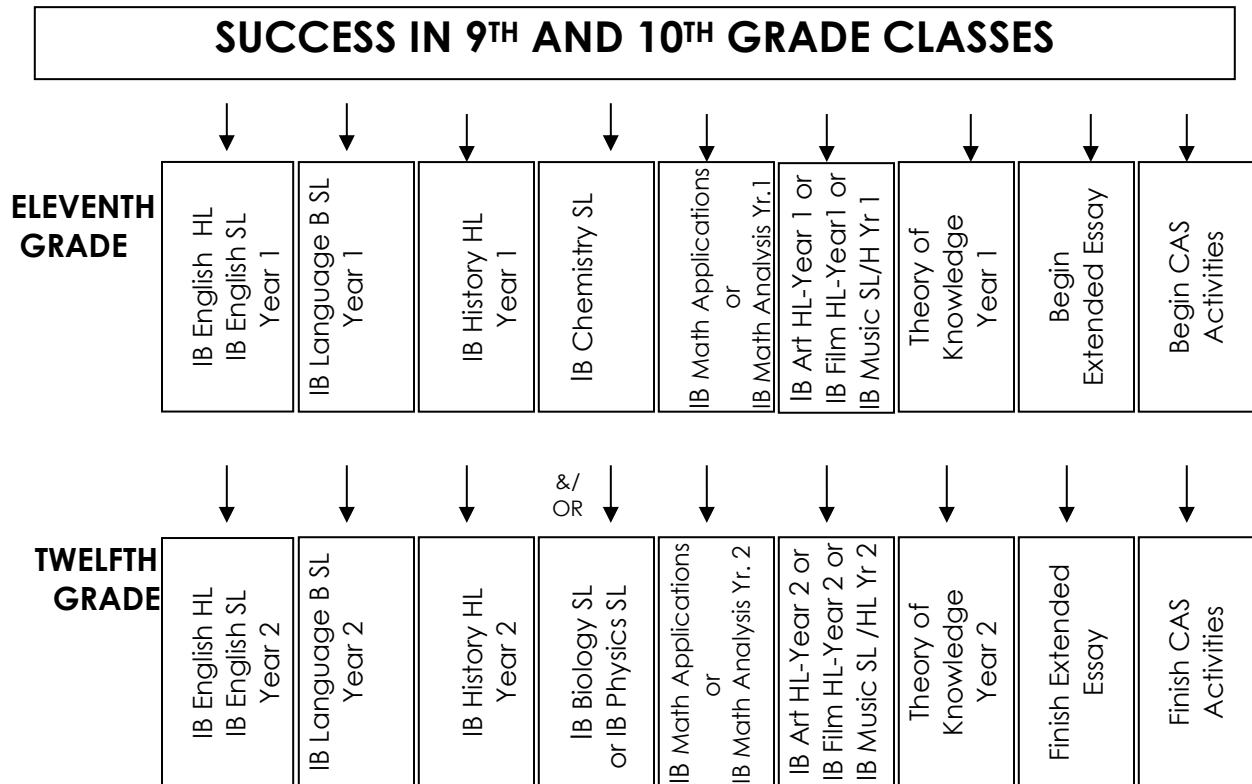 SUCCESS IN 9TH AND 10TH GRADE CLASSES
ELEVENTH
GRADE
IB English HL
IB English SL
Year 1
IB Language B SL
Year 1
IB History HL
Year 1
IB Chemistry SL
IB Math Applications
or
IB Math Analysis Yr.1
IB Art HL-Year 1 or
IB Film HL-Year1 or
IB Music SL/H Yr 1
Theory of
Knowledge
Year 1
Begin
Extended Essay
Begin CAS
Activities
&/
OR
TWELFTH
GRADE
IB English HL
IB English SL
Year 2
IB Language B SL
Year 2
IB History HL
Year 2
IB Biology SL
or IB Physics SL
IB Math Applications
or
IB Math Analysis Yr. 2
IB Art HL-Year 2 or
IB Film HL-Year 2 or
IB Music SL /HL Yr 2
Theory of
Knowledge
Year 2
Finish Extended
Essay
Finish CAS
Activities